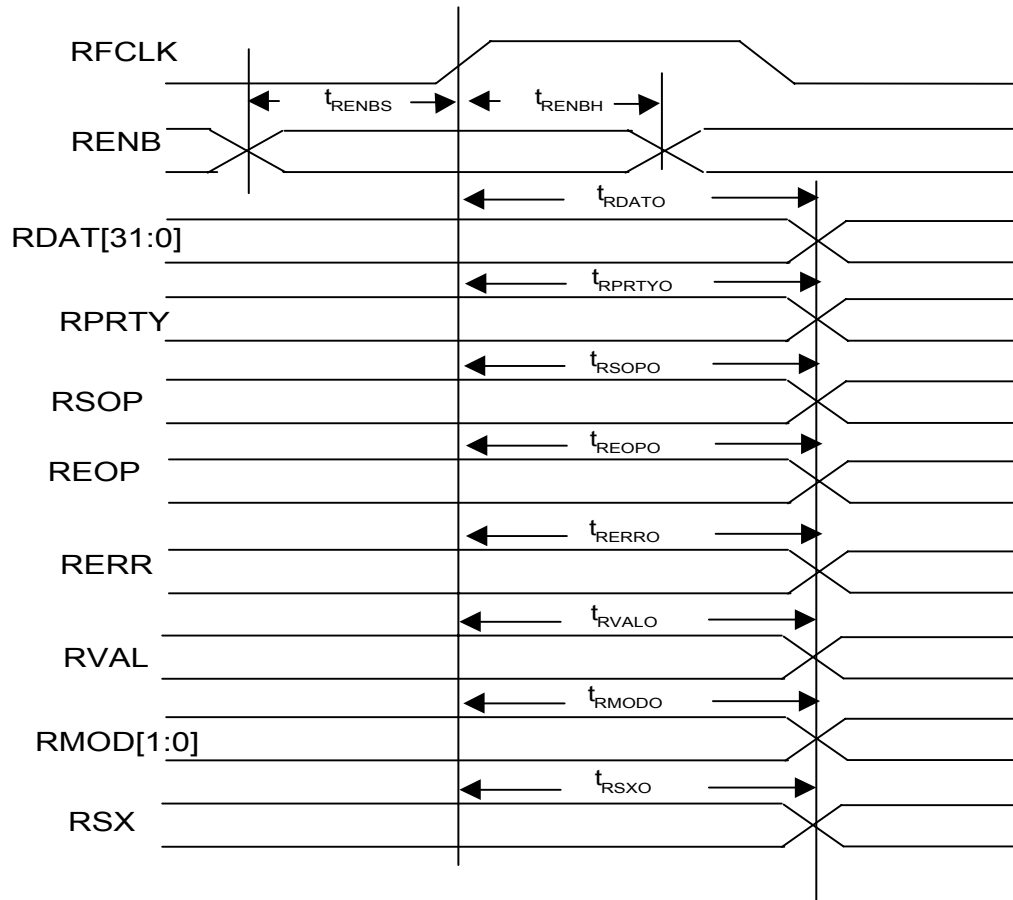 RFCLK
tRENBS tRENBH
RENB
tRDATO
RDAT[31:0]
tRPRTYO
RPRTY
tRSOPO
RSOP
tREOPO
REOP
tRERRO
RERR
tRVALO
RVAL
tRMODO
RMOD[1:0]
tRSXO
RSX